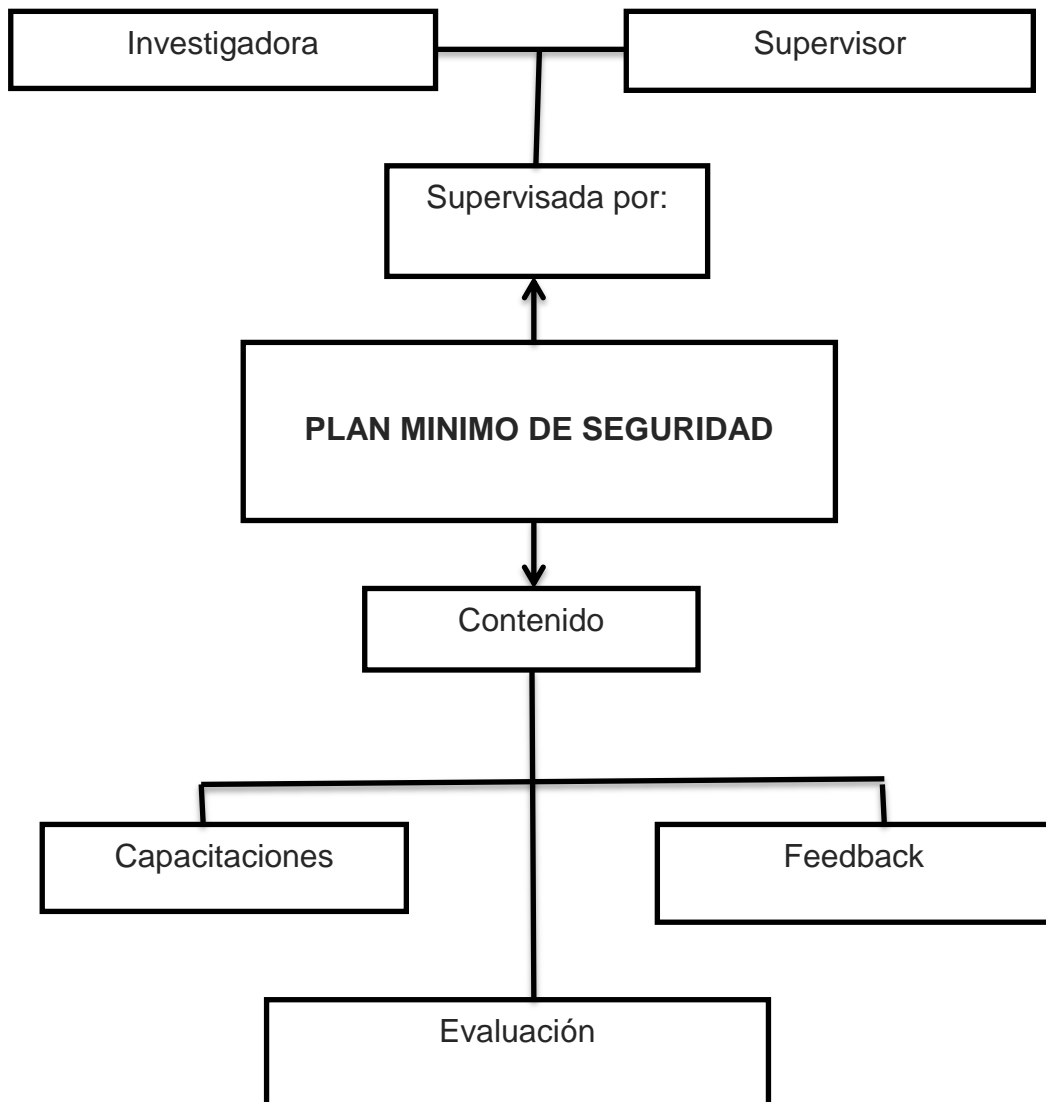 Investigadora
Supervisor
Supervisada por:
PLAN MINIMO DE SEGURIDAD
Contenido
Capacitaciones
Feedback
Evaluación